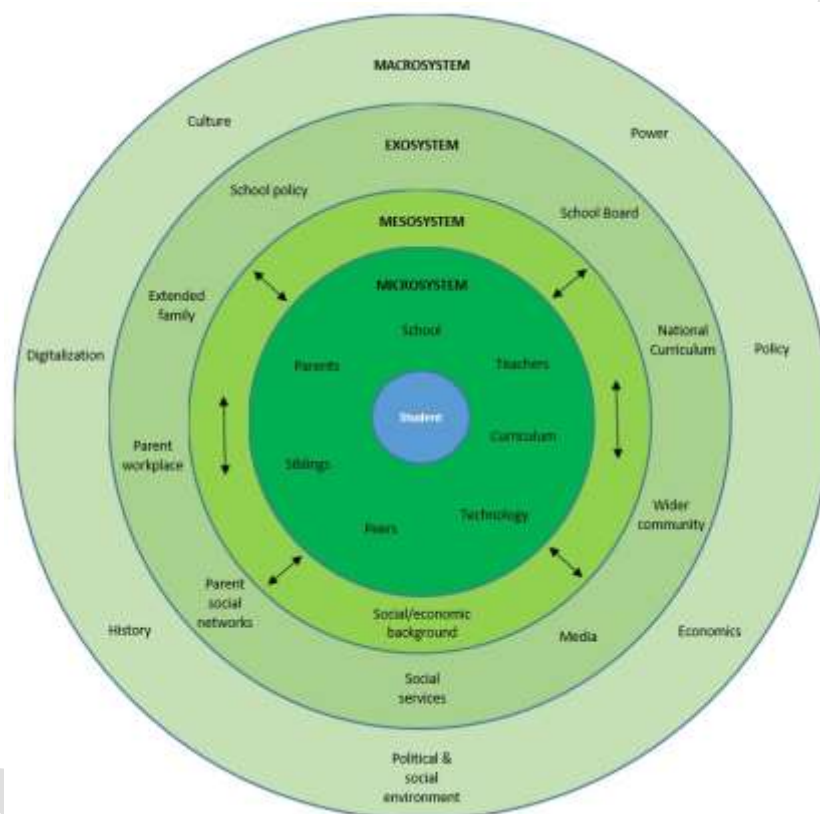 MACROSYSTEM
Culture
Power
EXOSYSTEM
School policy
School Board
MESOSYSTEM
MICROSYSTEM
Extended
family
School
National
Curriculum
Digitalization
Policy
Parents
Teachers
Student
Curriculum
Parent
workplace
Siblings
Technology
Wider
community
Peers
Parent
social
networks
Social/economic
background
History
Media
Economics
Social
services
Political &
social
environment